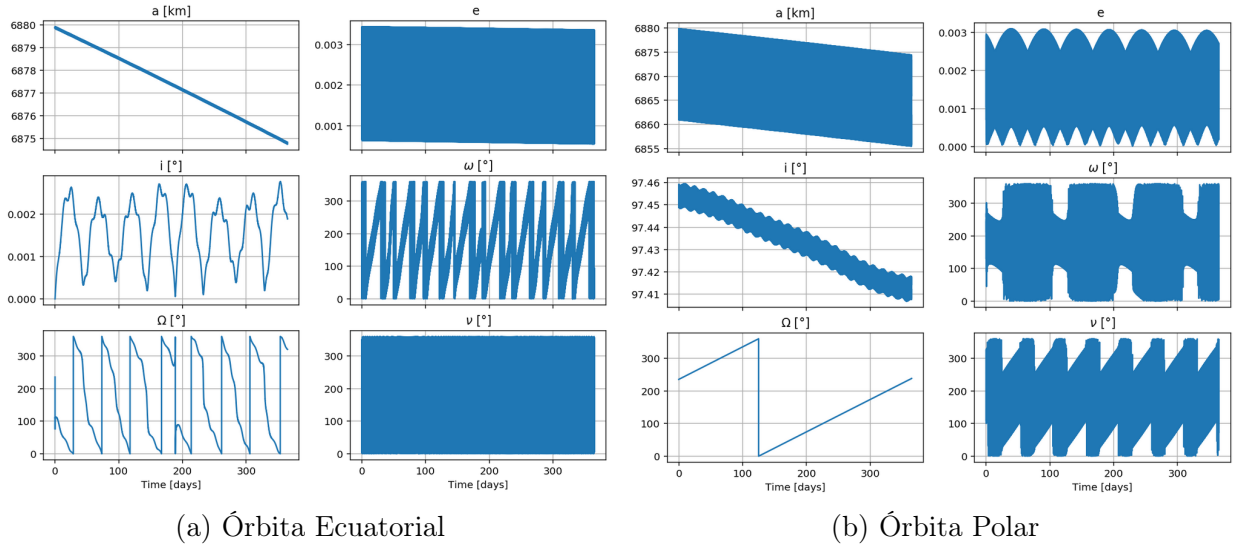 a [km]
e
6880
6879
6878
6877
6876
6875
0.003
0.002
0.001
i [°]
ω [°]
0.002
0.001
0.000
300
200
100
0
Ω [°]
ν [°]
300
200
100
0
300
200
100
0
0 100 200 300
Time [days]
0 100 200 300
Time [days]
(a) Órbita Ecuatorial
a [km]
e
6880
6875
6870
6865
6860
6855
0.003
0.002
0.001
0.000
i [°]
ω [°]
97.46
97.45
97.44
97.43
97.42
97.41
300
200
100
0
Ω [°]
ν [°]
300
200
100
0
300
200
100
0
0 100 200 300
Time [days]
0 100 200 300
Time [days]
(b) Órbita Polar